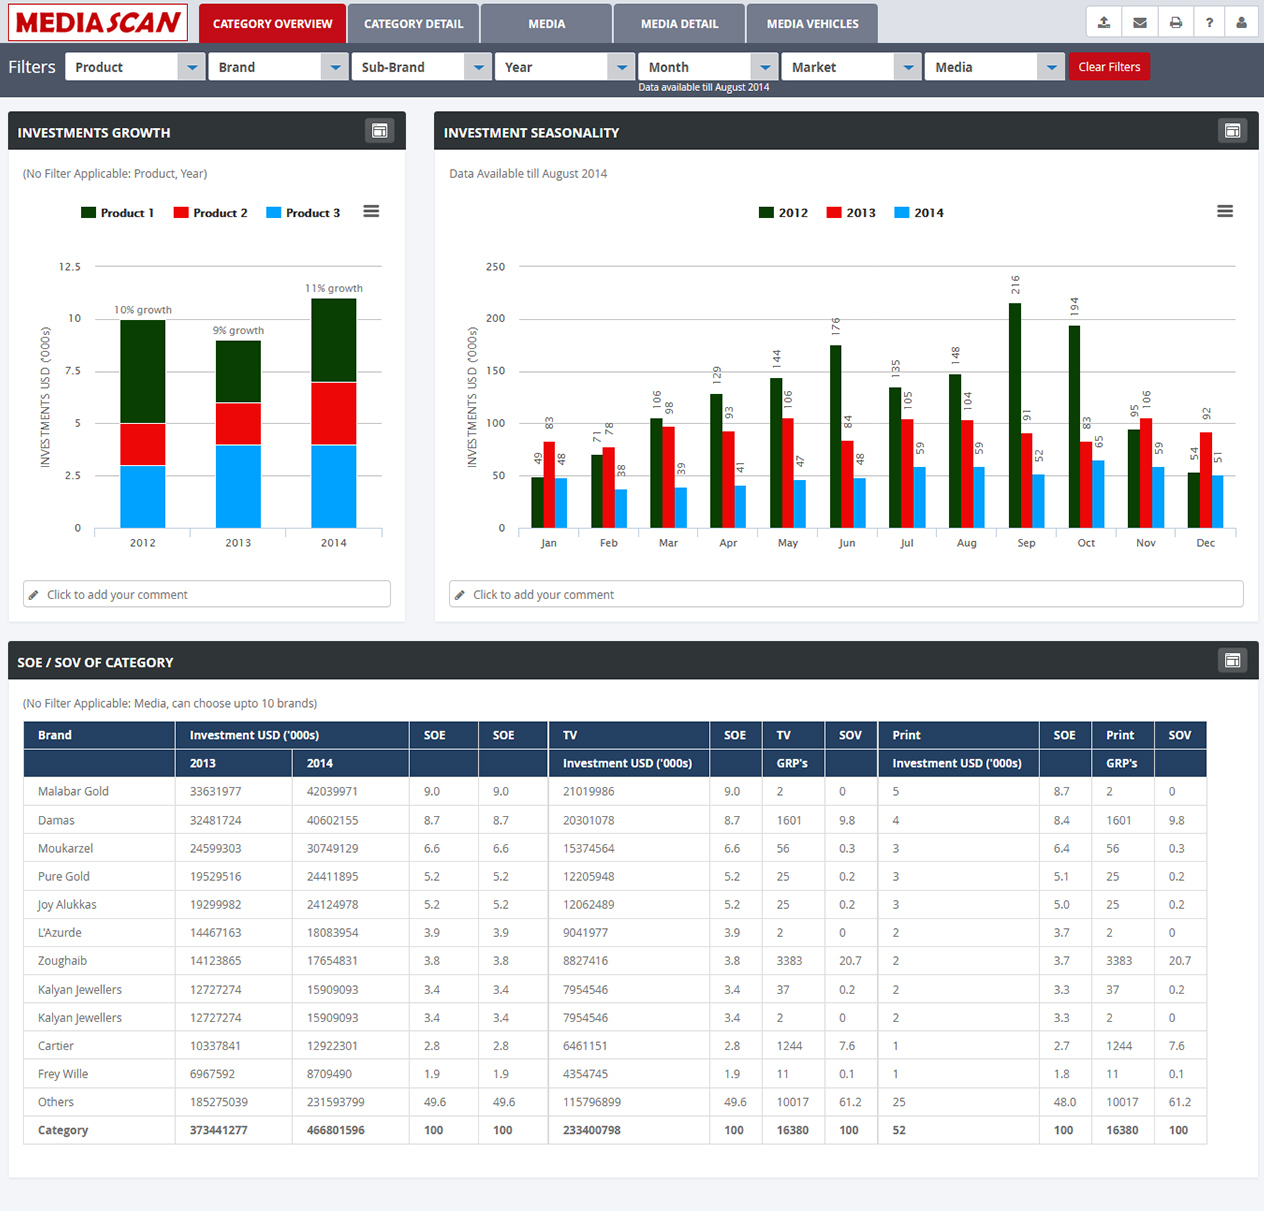 MEDIASCAN CATEGORY OVERVIEW CATEGORY DETAIL MEDIA MEDIA DETAIL MEDIA VEHICLES ?
Filters Product Brand Sub-Brand Year Month Market Media Clear Filters
Data available till August 2014
INVESTMENTS GROWTH
(No Filter Applicable: Product, Year)
Product 1 Product 2 Product 3
INVESTMENTS USD ('000s)
12.5
10
7.5
5
2.5
0
10% growth
9% growth
11% growth
2012 2013 2014
Click to add your comment
INVESTMENT SEASONALITY
Data Available till August 2014
2012 2013 2014
INVESTMENTS USD ('000s)
250
200
150
100
50
0
49 83 48
71 78 38
106 98 39
129 93 41
144 106 47
176 84 48
135 105 59
148 104 59
216 91 52
194 83 65
95 106 59
54 92 51
Jan Feb Mar Apr May Jun Jul Aug Sep Oct Nov Dec
Click to add your comment
SOE / SOV OF CATEGORY
(No Filter Applicable: Media, can choose upto 10 brands)
Brand Investment USD ('000s) SOE SOE TV SOE TV SOV Print SOE Print SOV
2013 2014 Investment USD ('000s) GRP's Investment USD ('000s) GRP's
Malabar Gold 33631977 42039971 9.0 9.0 21019986 9.0 2 0 5 8.7 2 0
Damas 32481724 40602155 8.7 8.7 20301078 8.7 1601 9.8 4 8.4 1601 9.8
Moukarzel 24599303 30749129 6.6 6.6 15374564 6.6 56 0.3 3 6.4 56 0.3
Pure Gold 19529516 24411895 5.2 5.2 12205948 5.2 25 0.2 3 5.1 25 0.2
Joy Alukkas 19299982 24124978 5.2 5.2 12062489 5.2 25 0.2 3 5.0 25 0.2
L'Azurde 14467163 18083954 3.9 3.9 9041977 3.9 2 0 2 3.7 2 0
Zoughaib 14123865 17654831 3.8 3.8 8827416 3.8 3383 20.7 2 3.7 3383 20.7
Kalyan Jewellers 12727274 15909093 3.4 3.4 7954546 3.4 37 0.2 2 3.3 37 0.2
Kalyan Jewellers 12727274 15909093 3.4 3.4 7954546 3.4 2 0 2 3.3 2 0
Cartier 10337841 12922301 2.8 2.8 6461151 2.8 1244 7.6 1 2.7 1244 7.6
Frey Wille 6967592 8709490 1.9 1.9 4354745 1.9 11 0.1 1 1.8 11 0.1
Others 185275039 231593799 49.6 49.6 115796899 49.6 10017 61.2 25 48.0 10017 61.2
Category 373441277 466801596 100 100 233400798 100 16380 100 52 100 16380 100